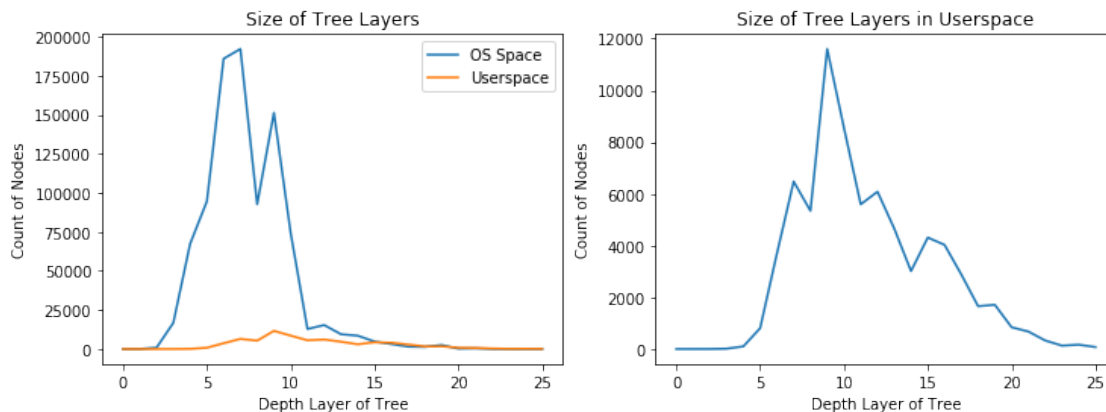 Size of Tree Layers
200000
175000
150000
125000
100000
75000
50000
25000
0
Count of Nodes
OS Space
Userspace
0 5 10 15 20 25
Depth Layer of Tree
Size of Tree Layers in Userspace
12000
10000
8000
6000
4000
2000
0
Count of Nodes
0 5 10 15 20 25
Depth Layer of Tree